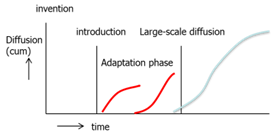 invention
introduction
Large-scale diffusion
Diffusion
(cum)
Adaptation phase
time